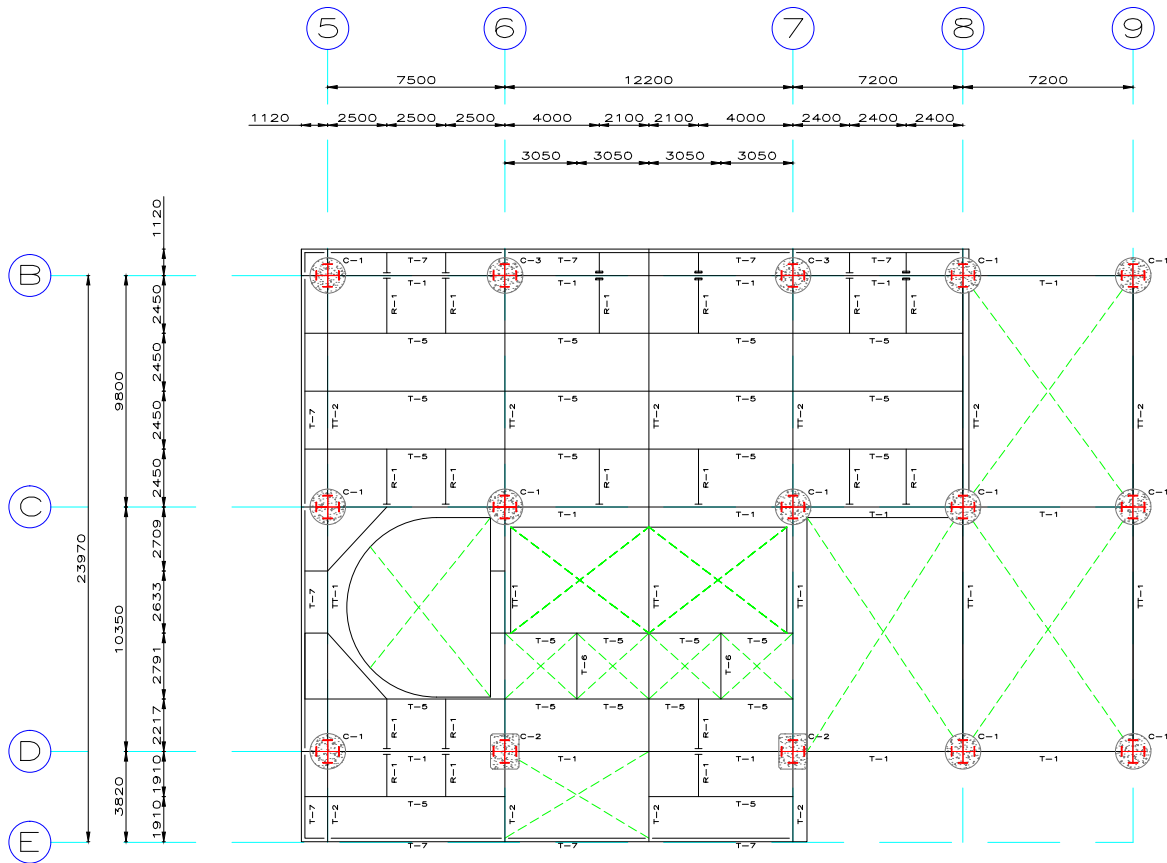 5 6 7 8 9
7500 12200 7200 7200
1120 2500 2500 2500 4000 2100 2100 4000 2400 2400 2400
3050 3050 3050 3050
1120
B
C-1 T-7 C-3 T-7 T-7 C-3 T-7 C-1 C-1
T-1 T-1 T-1 T-1 T-1
2450 R-1 R-1 R-1 R-1 R-1 R-1
T-5 T-5 T-5 T-5
9800
2450
2450
T-7 TT-2 TT-2 TT-2 TT-2 TT-2 TT-2
T-5 T-5 T-5 T-5
2450 R-1 R-1 R-1 R-1 R-1 R-1
C
C-1 C-1 C-1 C-1 C-1
T-1 T-1 T-1 T-1
23970
2709
10350
2633
T-7 TT-1 TT-1 TT-1 TT-1 TT-1 TT-1
2791
T-5 T-5 T-5 T-5
T-6 T-6
T-5 T-5 T-5 T-5 T-5
2217 R-1 R-1 R-1
D
C-1 C-2 C-2 C-1 C-1
T-1 T-1 T-1 T-1 T-1
1910 R-1 R-1 R-1
3820
T-5 T-5
1910
T-7 T-2 T-2 T-2 T-2
E
T-7 T-7 T-7